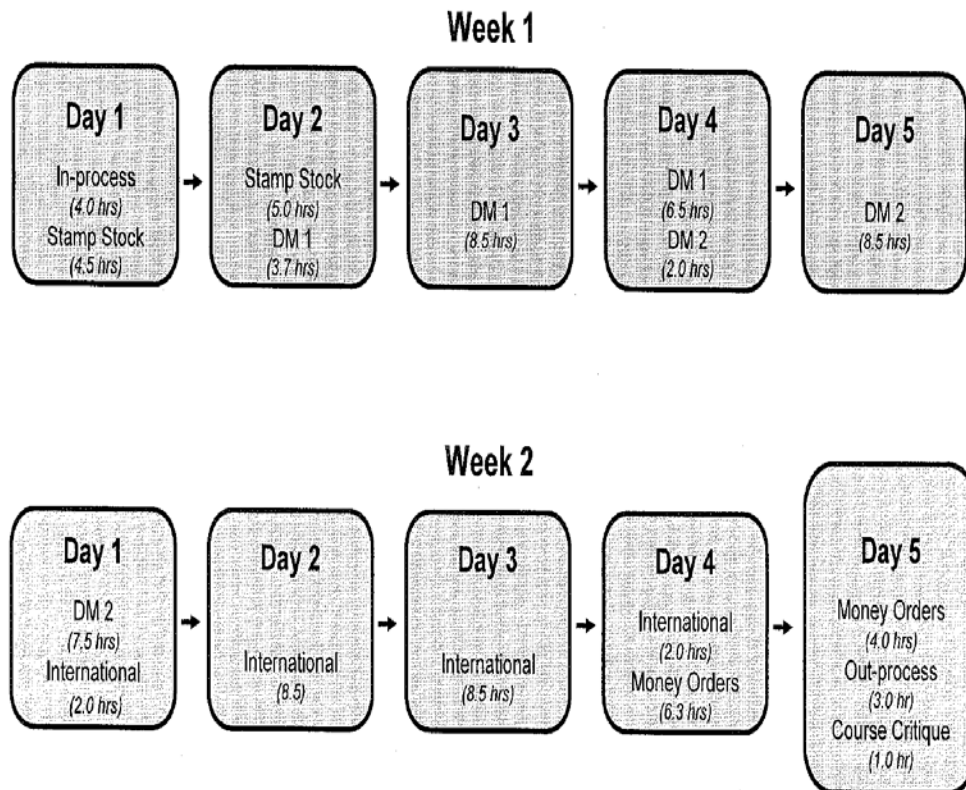 Week 1
Day 1
In-process
(4.0 hrs)
Stamp Stock
(4.5 hrs)
Day 2
Stamp Stock
(5.0 hrs)
DM 1
(3.7 hrs)
Day 3
DM 1
(8.5 hrs)
Day 4
DM 1
(6.5 hrs)
DM 2
(2.0 hrs)
Day 5
DM 2
(8.5 hrs)
Week 2
Day 1
DM 2
(7.5 hrs)
International
(2.0 hrs)
Day 2
International
(8.5)
Day 3
International
(8.5 hrs)
Day 4
International
(2.0 hrs)
Money Orders
(6.3 hrs)
Day 5
Money Orders
(4.0 hrs)
Out-process
(3.0 hr)
Course Critique
(1.0 hr)